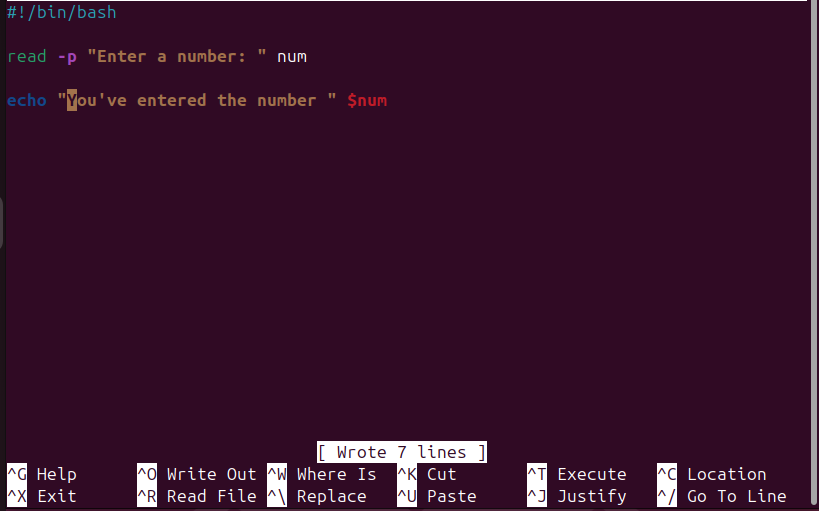 #!/bin/bash
read -p "Enter a number: " num
echo "You've entered the number " $num
[ Wrote 7 lines ]
^G Help ^O Write Out ^W Where Is ^K Cut ^T Execute ^C Location
^X Exit ^R Read File ^\ Replace ^U Paste ^J Justify ^/ Go To Line